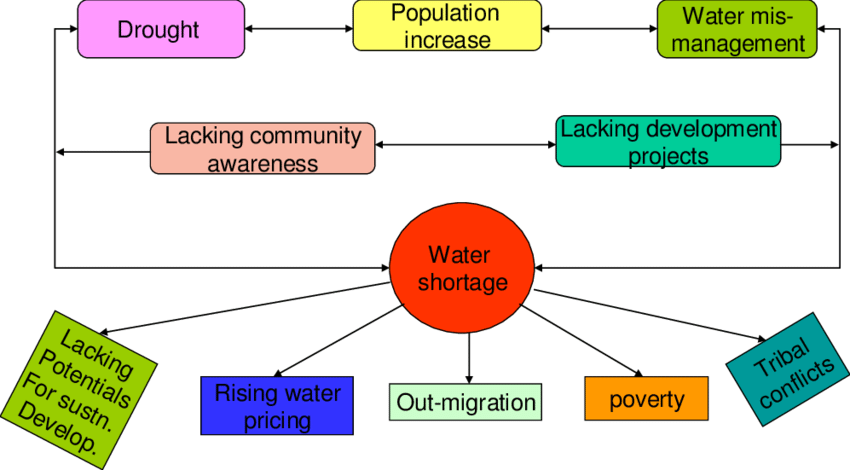 Drought
Population
increase
Water mis-
management
Lacking community
awareness
Lacking development
projects
Water
shortage
Lacking
Potentials
For sustn.
Develop.
Rising water
pricing
Out-migration
poverty
Tribal
conflicts